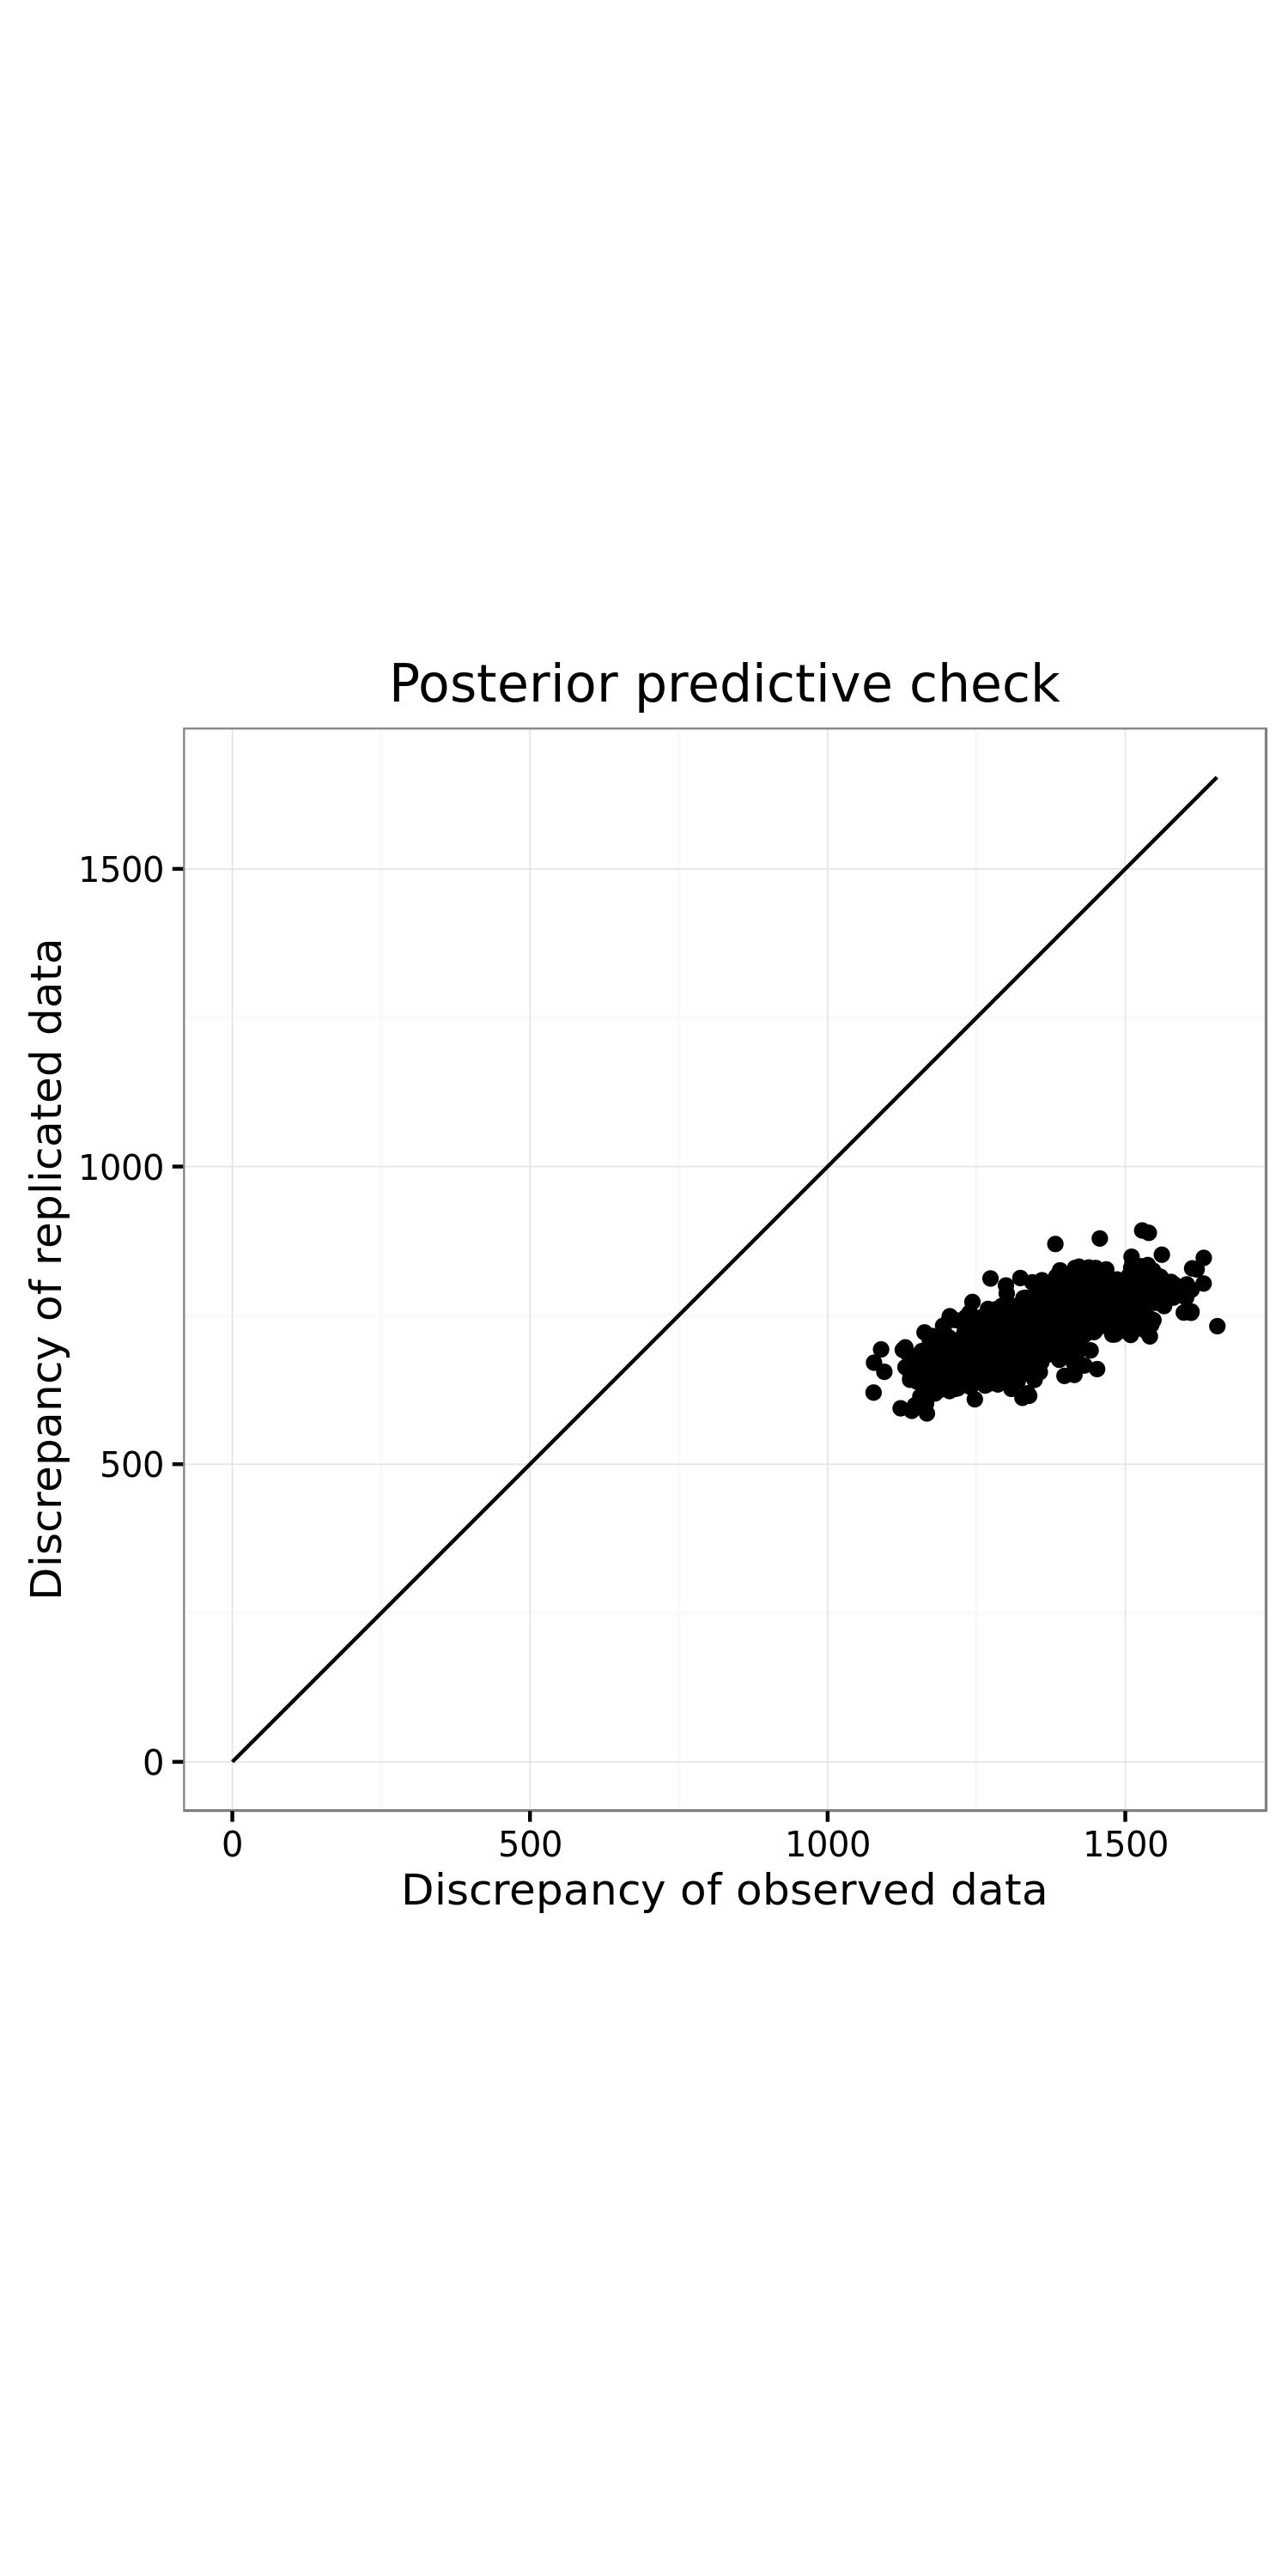 Posterior predictive check
Discrepancy of replicated data
1500
1000
500
0
0 500 1000 1500
Discrepancy of observed data